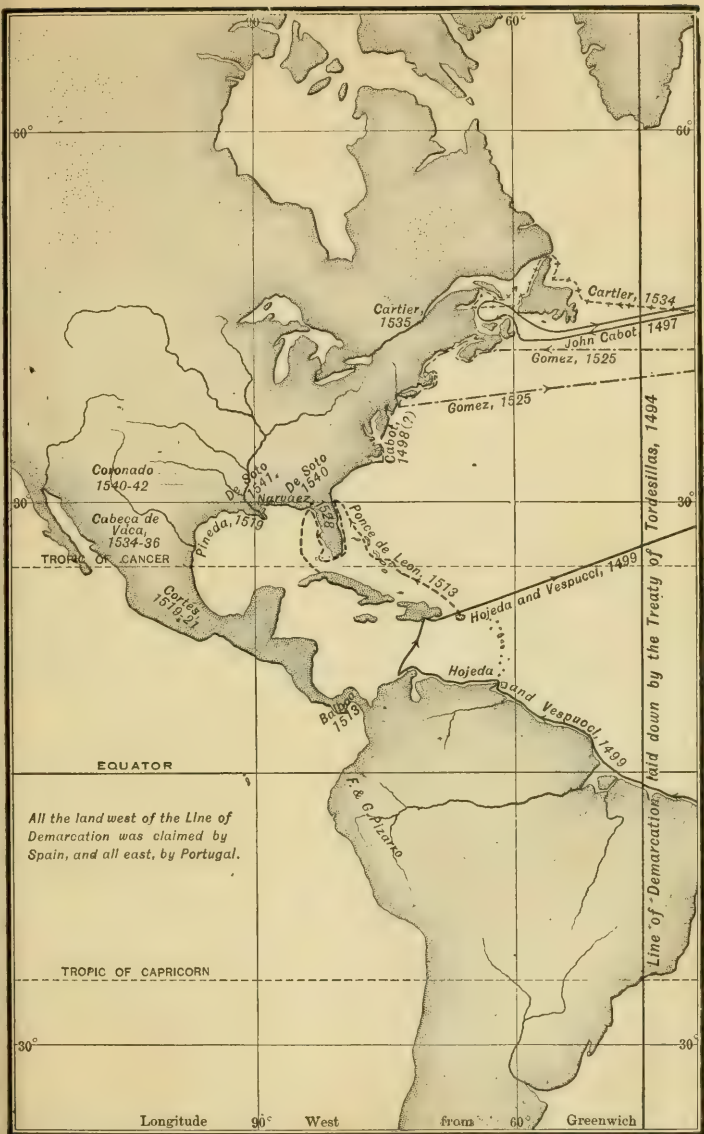 90
60°
60°
60°
Cartier, 1534
Cartier,
1535
John Cabot, 1497
Gomez, 1525
Gomez, 1525
Cabot,
1498(?)
Line of Demarcation laid down by the Treaty of Tordesillas, 1494
Coronado
1540-42
De Soto
1541
De Soto
1540
Narvaez,
1528
30
30°
Cabeça de
Vaca,
1534-36
Pineda, 1519
Ponce de Leon, 1513
TROPIC OF CANCER
Hojeda and Vespucci, 1499
Cortés,
1519-21
Hojeda
and Vespucci, 1499
Balboa
1513
EQUATOR
F. & G. Pizarro
All the land west of the Line of
Demarcation was claimed by
Spain, and all east, by Portugal.
TROPIC OF CAPRICORN
30°
30°
Longitude 90° West from 60° Greenwich